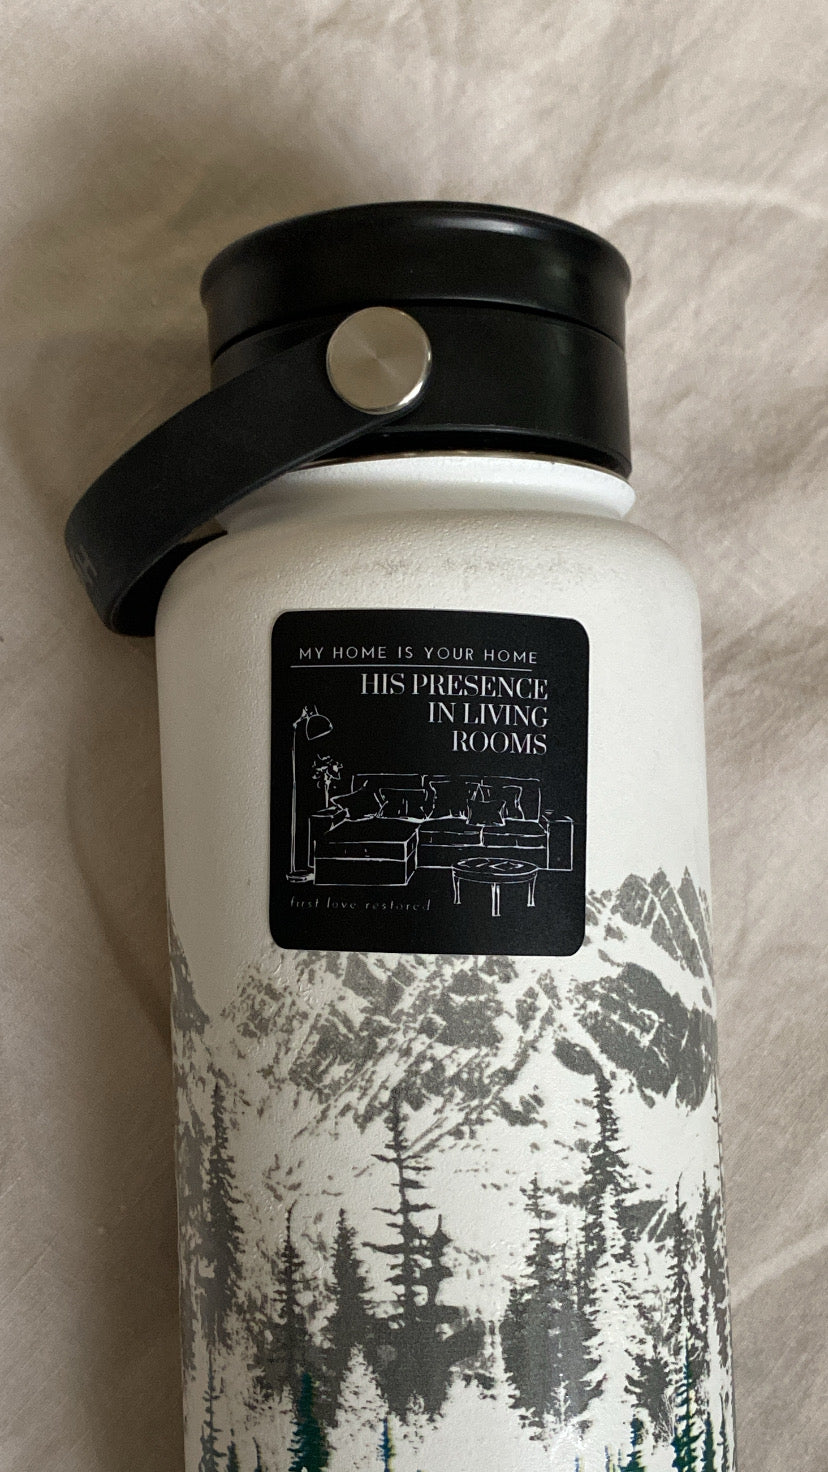 MY HOME IS YOUR HOME
HIS PRESENCE
IN LIVING
ROOMS
first love restored